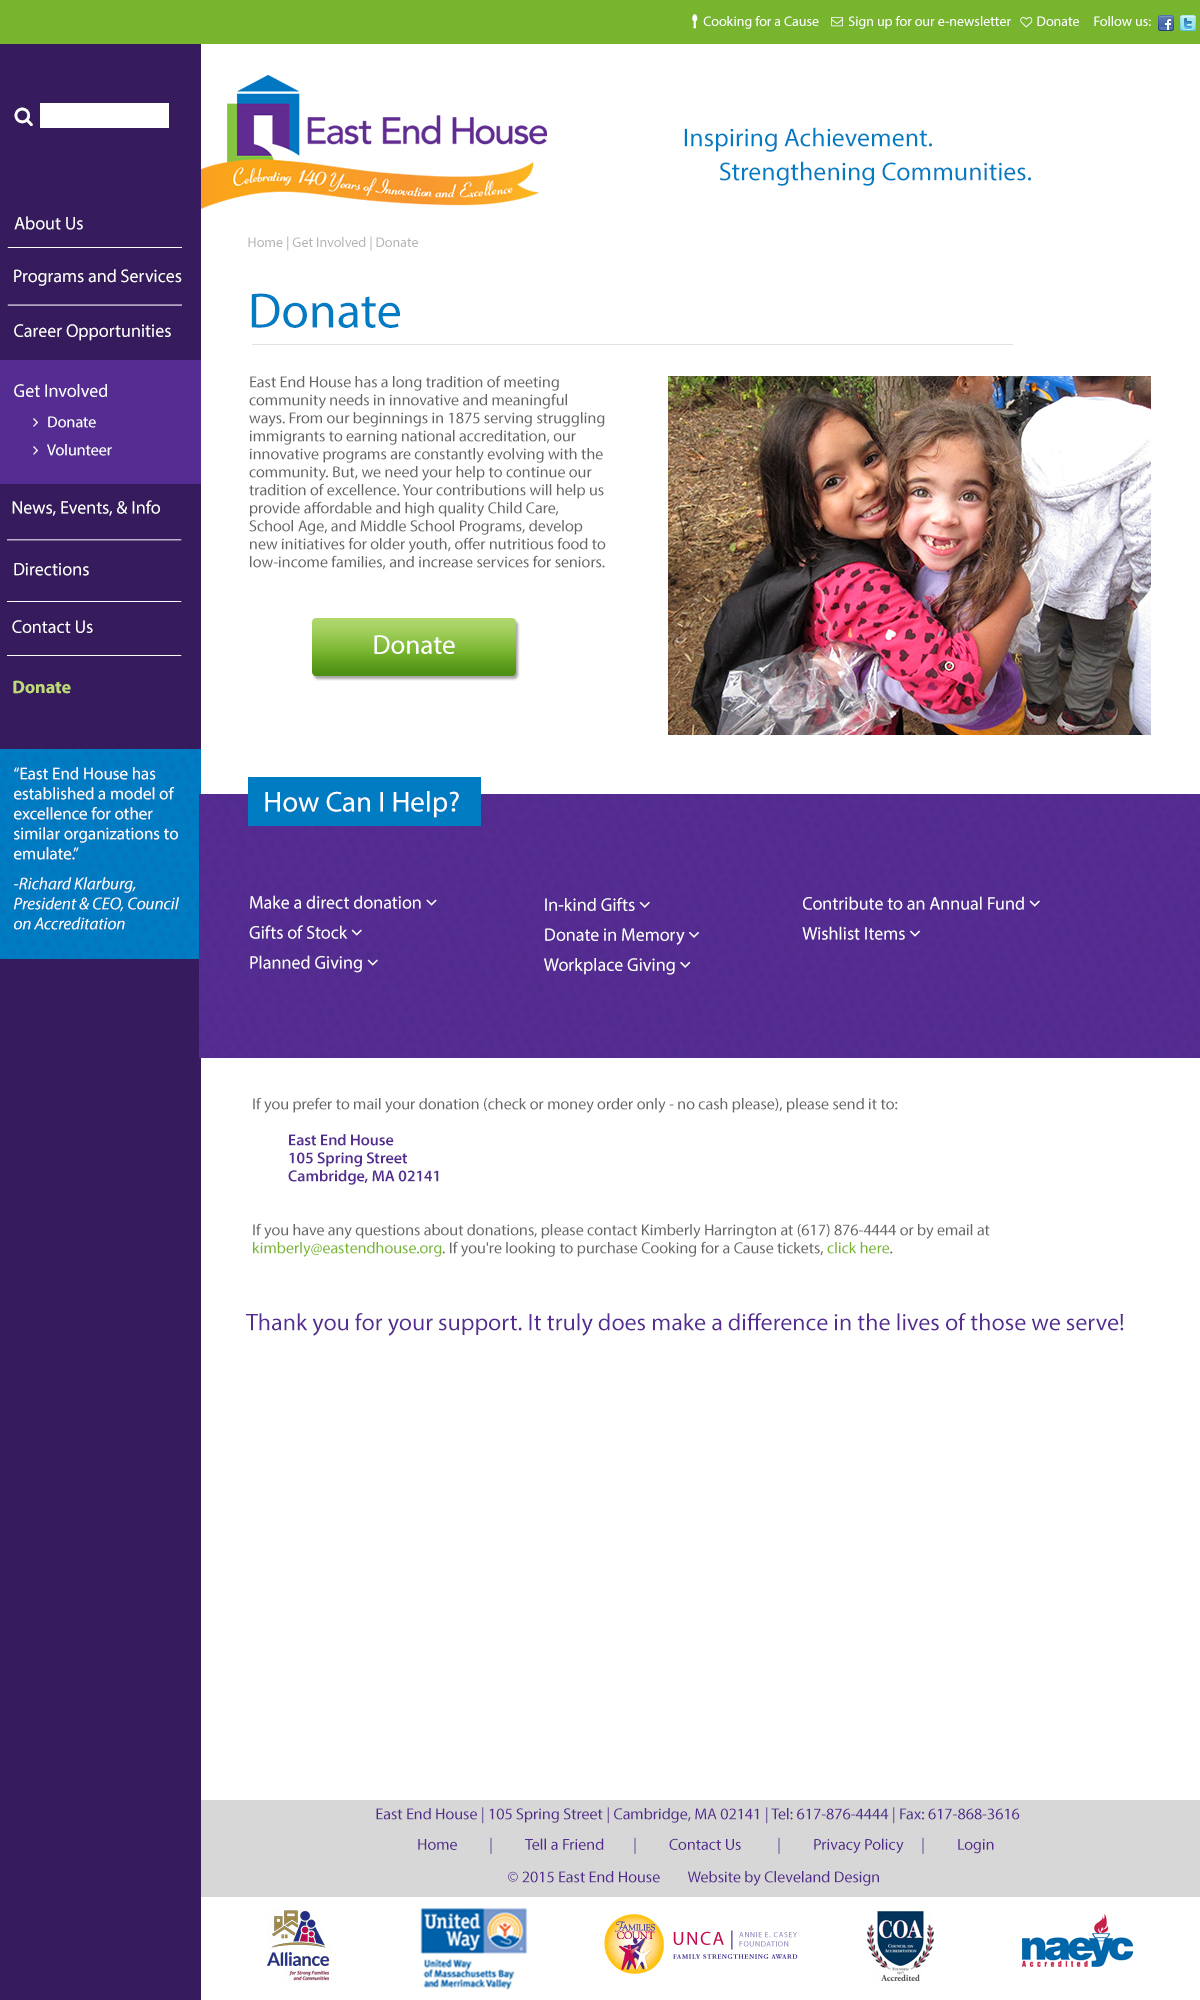 Cooking for a Cause Sign up for our e-newsletter Donate Follow us:
East End House
Celebrating 140 Years of Innovation and Excellence
Inspiring Achievement.
Strengthening Communities.
About Us
Programs and Services
Career Opportunities
Get Involved
Donate
Volunteer
News, Events, & Info
Directions
Contact Us
Donate
“East End House has
established a model of
excellence for other
similar organizations to
emulate.”
-Richard Klarburg,
President & CEO, Council
on Accreditation
Home | Get Involved | Donate
Donate
East End House has a long tradition of meeting
community needs in innovative and meaningful
ways. From our beginnings in 1875 serving struggling
immigrants to earning national accreditation, our
innovative programs are constantly evolving with the
community. But, we need your help to continue our
tradition of excellence. Your contributions will help us
provide affordable and high quality Child Care,
School Age, and Middle School Programs, develop
new initiatives for older youth, offer nutritious food to
low-income families, and increase services for seniors.
Donate
How Can I Help?
Make a direct donation
Gifts of Stock
Planned Giving
In-kind Gifts
Donate in Memory
Workplace Giving
Contribute to an Annual Fund
Wishlist Items
If you prefer to mail your donation (check or money order only - no cash please), please send it to:
East End House
105 Spring Street
Cambridge, MA 02141
If you have any questions about donations, please contact Kimberly Harrington at (617) 876-4444 or by email at
kimberly@eastendhouse.org. If you're looking to purchase Cooking for a Cause tickets, click here.
Thank you for your support. It truly does make a difference in the lives of those we serve!
East End House | 105 Spring Street | Cambridge, MA 02141 | Tel: 617-876-4444 | Fax: 617-868-3616
Home | Tell a Friend | Contact Us | Privacy Policy | Login
© 2015 East End House Website by Cleveland Design
Alliance
for Strong Families
and Communities
United
Way
United Way
of Massachusetts Bay
and Merrimack Valley
FAMILIES
COUNT
UNCA | ANNIE E. CASEY
FOUNDATION
FAMILY STRENGTHENING AWARD
COA
COUNCIL ON
ACCREDITATION
Accredited
naeyc
Accredited